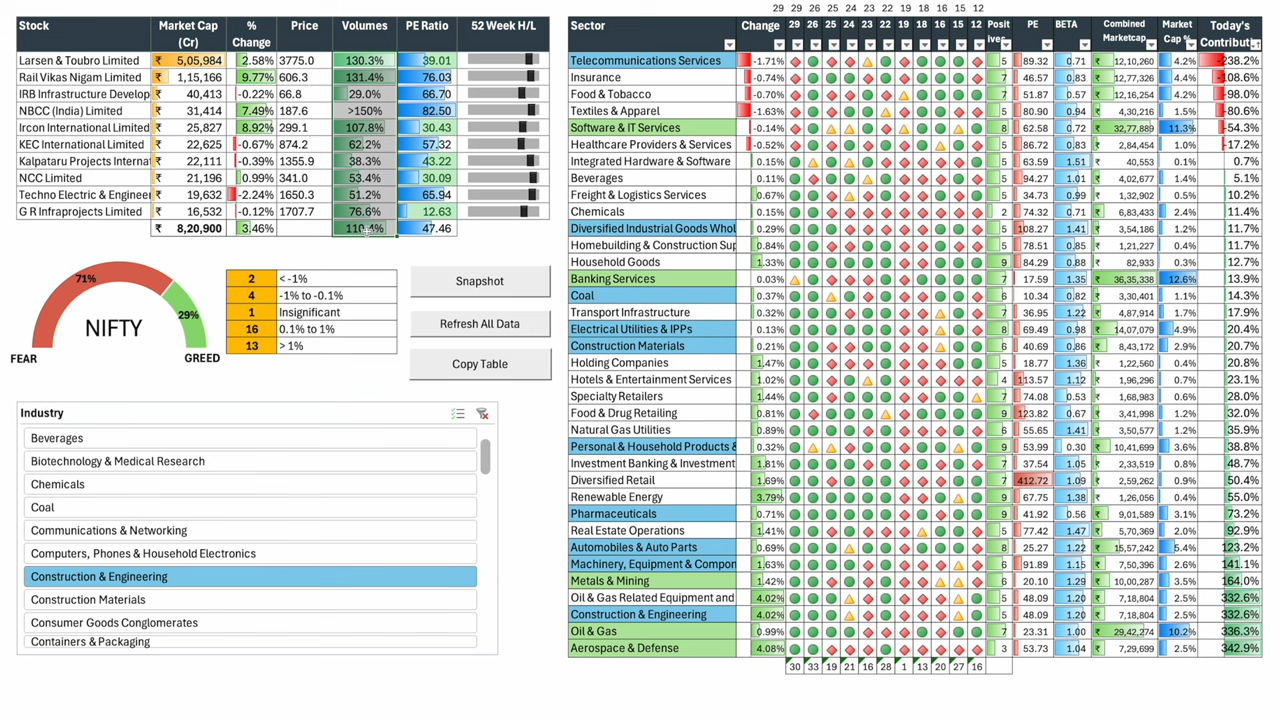 Stock Market Cap (Cr) % Change Price Volumes PE Ratio 52 Week H/L
Larsen & Toubro Limited ₹ 5,05,984 2.58% 3775.0 130.3% 39.01
Rail Vikas Nigam Limited ₹ 1,15,166 9.77% 606.3 131.4% 76.03
IRB Infrastructure Develop ₹ 40,413 -0.22% 66.8 29.0% 66.70
NBCC (India) Limited ₹ 31,414 7.49% 187.6 >150% 82.50
Ircon International Limited ₹ 25,827 8.92% 299.1 107.8% 30.43
KEC International Limited ₹ 22,625 -0.67% 874.2 62.2% 57.32
Kalpataru Projects Internat ₹ 22,111 -0.39% 1355.9 38.3% 43.22
NCC Limited ₹ 21,196 0.99% 341.0 53.4% 30.09
Techno Electric & Engineer ₹ 19,632 -2.24% 1650.3 51.2% 65.94
G R Infraprojects Limited ₹ 16,532 -0.12% 1707.7 76.6% 12.63
₹ 8,20,900 3.46% 110.4% 47.46
71%
29%
NIFTY
FEAR
GREED
2 < -1%
4 -1% to -0.1%
1 Insignificant
16 0.1% to 1%
13 > 1%
Snapshot
Refresh All Data
Copy Table
Industry
Beverages
Biotechnology & Medical Research
Chemicals
Coal
Communications & Networking
Computers, Phones & Household Electronics
Construction & Engineering
Construction Materials
Consumer Goods Conglomerates
Containers & Packaging
29 26 25 24 23 22 19 16 15 12
Sector Change 29 26 25 24 23 22 19 16 15 12 Posit ives PE BETA Combined Marketcap Market Cap % Today's Contributi
Telecommunications Services -1.71% 5 89.32 0.71 ₹ 12,10,260 4.2% -238.2%
Insurance -0.74% 7 46.57 0.83 ₹ 12,77,326 4.4% -108.6%
Food & Tobacco -0.70% 7 51.87 0.57 ₹ 12,16,254 4.2% -98.0%
Textiles & Apparel -1.63% 5 80.90 0.94 ₹ 4,30,216 1.5% -80.6%
Software & IT Services -0.14% 8 62.58 0.72 ₹ 32,77,889 11.3% -54.3%
Healthcare Providers & Services -0.52% 6 86.72 0.83 ₹ 2,84,454 1.0% -17.2%
Integrated Hardware & Software 0.15% 5 63.59 1.51 ₹ 40,553 0.1% 0.7%
Beverages 0.38% 5 94.27 1.01 ₹ 4,02,677 1.4% 5.1%
Freight & Logistics Services 0.67% 5 34.73 0.99 ₹ 1,32,902 0.5% 10.2%
Chemicals 0.15% 2 74.32 0.71 ₹ 6,83,433 2.4% 11.4%
Diversified Industrial Goods Whol 0.29% 5 108.27 1.41 ₹ 3,54,186 1.2% 11.7%
Homebuilding & Construction Sup 0.84% 5 78.51 0.85 ₹ 1,21,227 0.4% 11.7%
Household Goods 1.33% 9 84.29 0.88 ₹ 82,933 0.3% 12.7%
Banking Services 0.03% 7 17.59 1.35 ₹ 36,35,338 12.6% 13.9%
Coal 0.37% 6 10.34 0.82 ₹ 3,30,401 1.1% 14.3%
Transport Infrastructure 0.32% 7 36.95 1.22 ₹ 4,87,914 1.7% 17.9%
Electrical Utilities & IPPs 0.13% 8 69.49 0.98 ₹ 14,07,079 4.9% 20.4%
Construction Materials 0.21% 6 40.69 0.86 ₹ 8,43,172 2.9% 20.7%
Holding Companies 1.47% 5 18.77 1.36 ₹ 1,22,560 0.4% 20.8%
Hotels & Entertainment Services 1.02% 4 113.57 1.12 ₹ 1,96,296 0.7% 23.1%
Specialty Retailers 1.44% 7 74.08 0.53 ₹ 1,68,983 0.6% 28.0%
Food & Drug Retailing 0.81% 9 123.82 0.67 ₹ 3,41,998 1.2% 32.0%
Natural Gas Utilities 0.89% 6 55.65 1.41 ₹ 3,50,577 1.2% 35.9%
Personal & Household Products & 0.32% 9 53.99 0.30 ₹ 10,41,699 3.6% 38.8%
Investment Banking & Investment 1.81% 7 37.54 1.05 ₹ 2,33,519 0.8% 48.7%
Diversified Retail 1.69% 7 412.72 1.09 ₹ 2,59,262 0.9% 50.4%
Renewable Energy 3.79% 9 67.75 1.38 ₹ 1,26,056 0.4% 55.0%
Pharmaceuticals 0.71% 9 41.92 0.56 ₹ 9,01,589 3.1% 73.2%
Real Estate Operations 1.41% 5 77.42 1.47 ₹ 5,70,369 2.0% 92.9%
Automobiles & Auto Parts 0.69% 8 25.27 1.22 ₹ 15,57,242 5.4% 123.2%
Machinery, Equipment & Compon 1.63% 6 91.89 1.15 ₹ 7,50,396 2.6% 141.1%
Metals & Mining 1.42% 6 20.10 1.29 ₹ 10,00,287 3.5% 164.0%
Oil & Gas Related Equipment and 4.02% 5 48.09 1.20 ₹ 7,18,804 2.5% 332.6%
Construction & Engineering 4.02% 5 48.09 1.20 ₹ 7,18,804 2.5% 332.6%
Oil & Gas 0.99% 7 23.31 1.00 ₹ 29,42,274 10.2% 336.3%
Aerospace & Defense 4.08% 3 53.73 1.04 ₹ 7,29,699 2.5% 342.9%
30 33 19 21 16 28 1 13 20 27 16